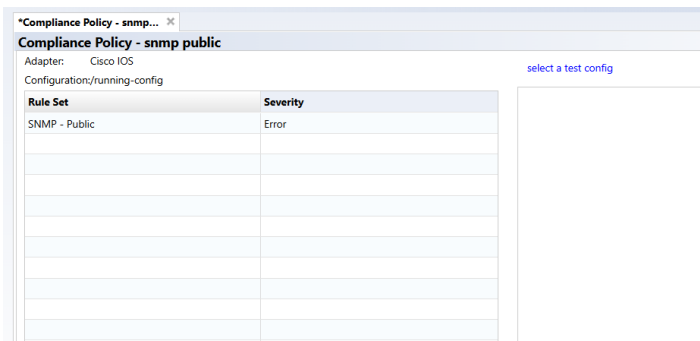 *Compliance Policy - snmp...
Compliance Policy - snmp public
Adapter: Cisco IOS
select a test config
Configuration:/running-config
Rule Set Severity
SNMP - Public Error